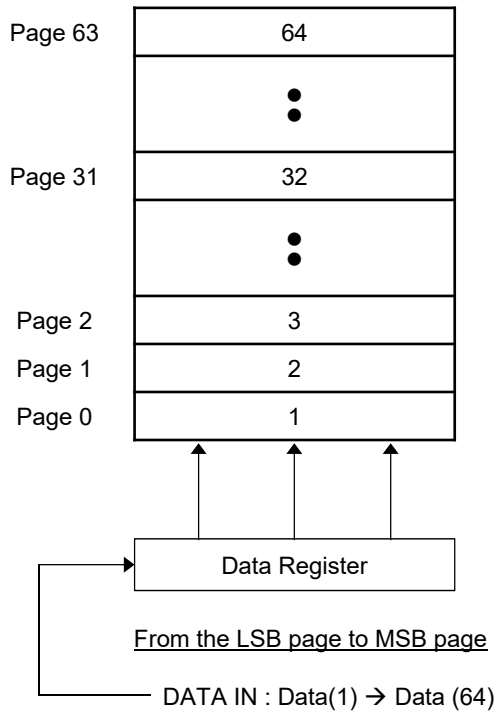 Page 63 64
Page 31 32
Page 2 3
Page 1 2
Page 0 1
Data Register
From the LSB page to MSB page
DATA IN : Data(1) → Data (64)